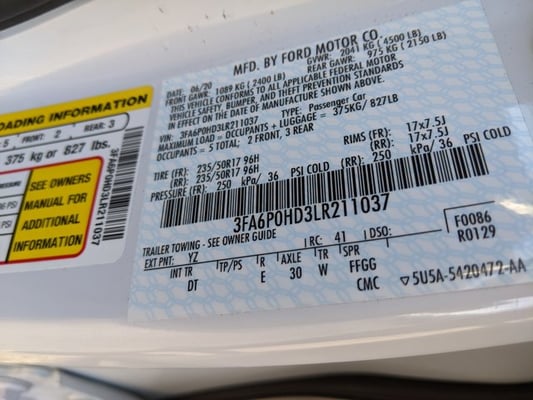 MFD. BY FORD MOTOR CO.
DATE: 06/20 GVWR: 2041 KG ( 4500 LB)
FRONT GAWR: 1089 KG ( 2400 LB) REAR GAWR: 975 KG ( 2150 LB)
THIS VEHICLE CONFORMS TO ALL APPLICABLE FEDERAL MOTOR
VEHICLE SAFETY, BUMPER, AND THEFT PREVENTION STANDARDS
IN EFFECT ON THE DATE OF MANUFACTURE SHOWN ABOVE.
VIN: 3FA6P0HD3LR211037 TYPE: Passenger Car
MAXIMUM LOAD = OCCUPANTS + LUGGAGE = 375KG/ 827LB
OCCUPANTS = 5 TOTAL, 2 FRONT, 3 REAR
TIRE (FR): 235/50R17 96H RIMS (FR): 17x7.5J
(RR): 235/50R17 96H (RR): 17x7.5J
PRESSURE (FR): 250 kPa/ 36 PSI COLD (RR): 250 kPa/ 36 PSI COLD
3FA6P0HD3LR211037
TRAILER TOWING - SEE OWNER GUIDE
EXT PNT: YZ RC: 41 DSO: F0086
R0129
INT TR TP/PS R AXLE TR SPR
DT E 30 W FFGG
CMC 5U5A-5420472-AA
LOADING INFORMATION
5 FRONT: 2 REAR: 3
375 kg or 827 lbs.
SEE OWNERS
MANUAL FOR
ADDITIONAL
INFORMATION
3FA6P0HD3LR211037